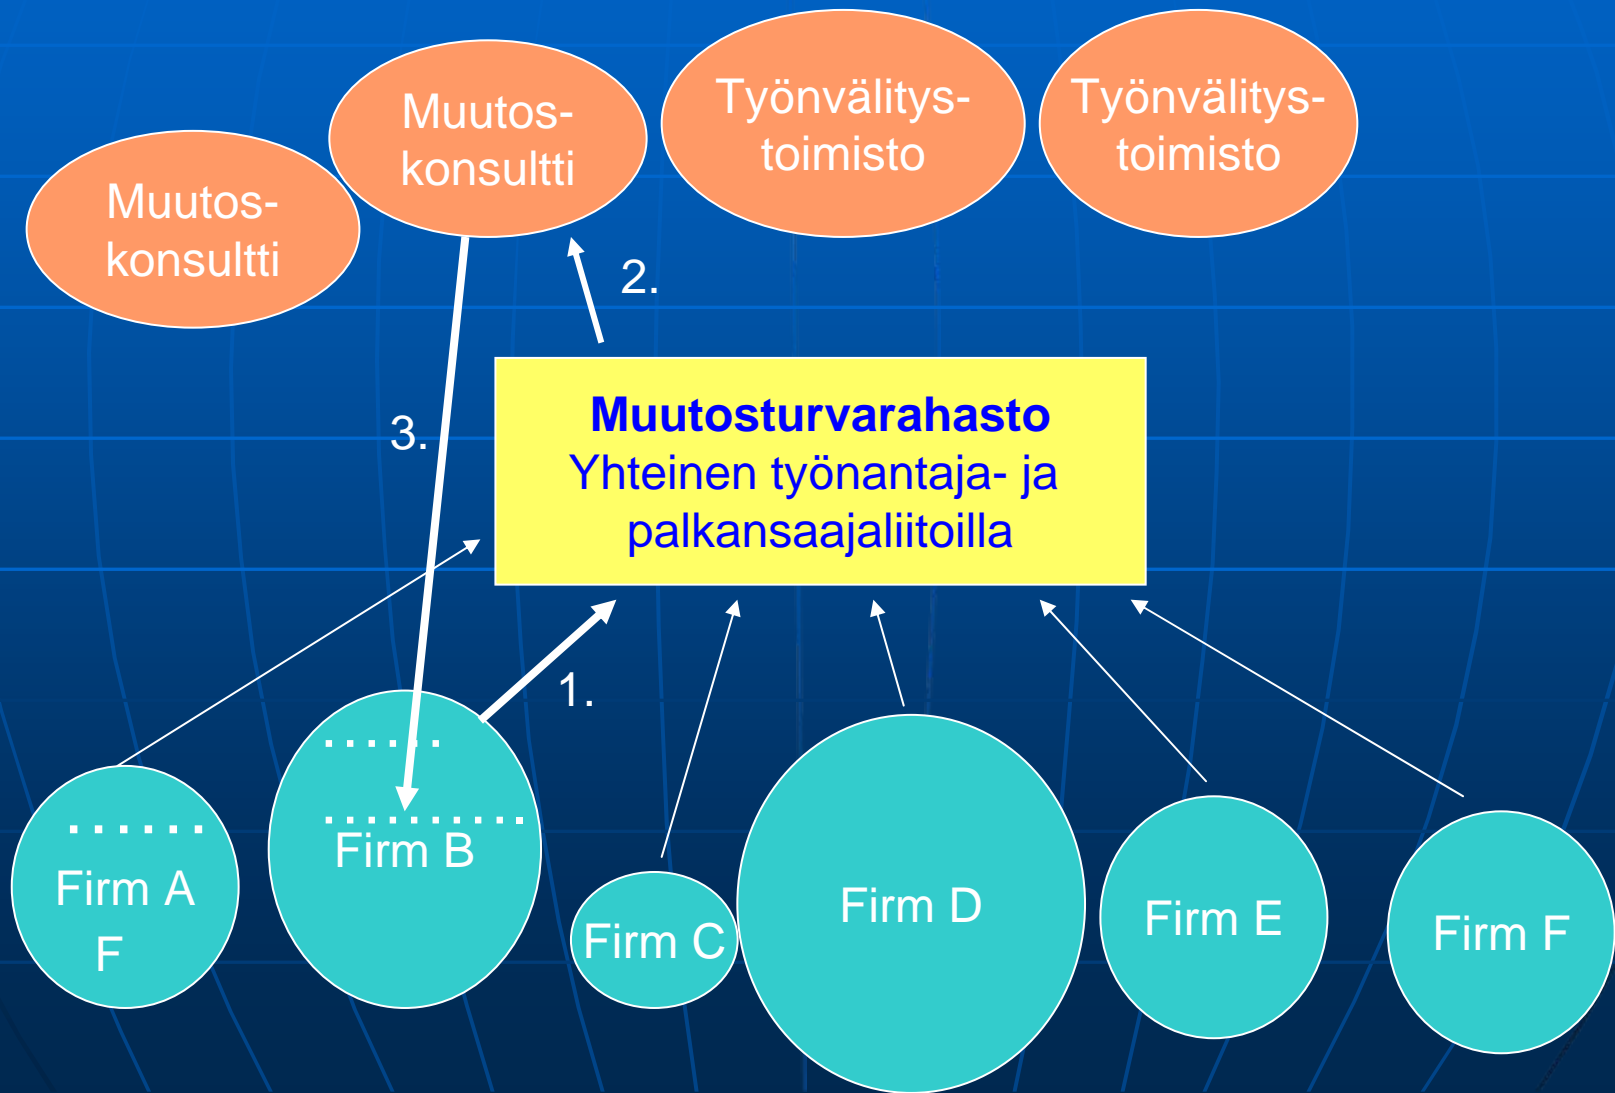 Muutos-
konsultti
Muutos-
konsultti
Työnvälitys-
toimisto
Työnvälitys-
toimisto
2.
3.
Muutosturvarahasto
Yhteinen työnantaja- ja
palkansaajaliitoilla
1.
......
..........
Firm B
......
Firm A
F
Firm C
Firm D
Firm E
Firm F